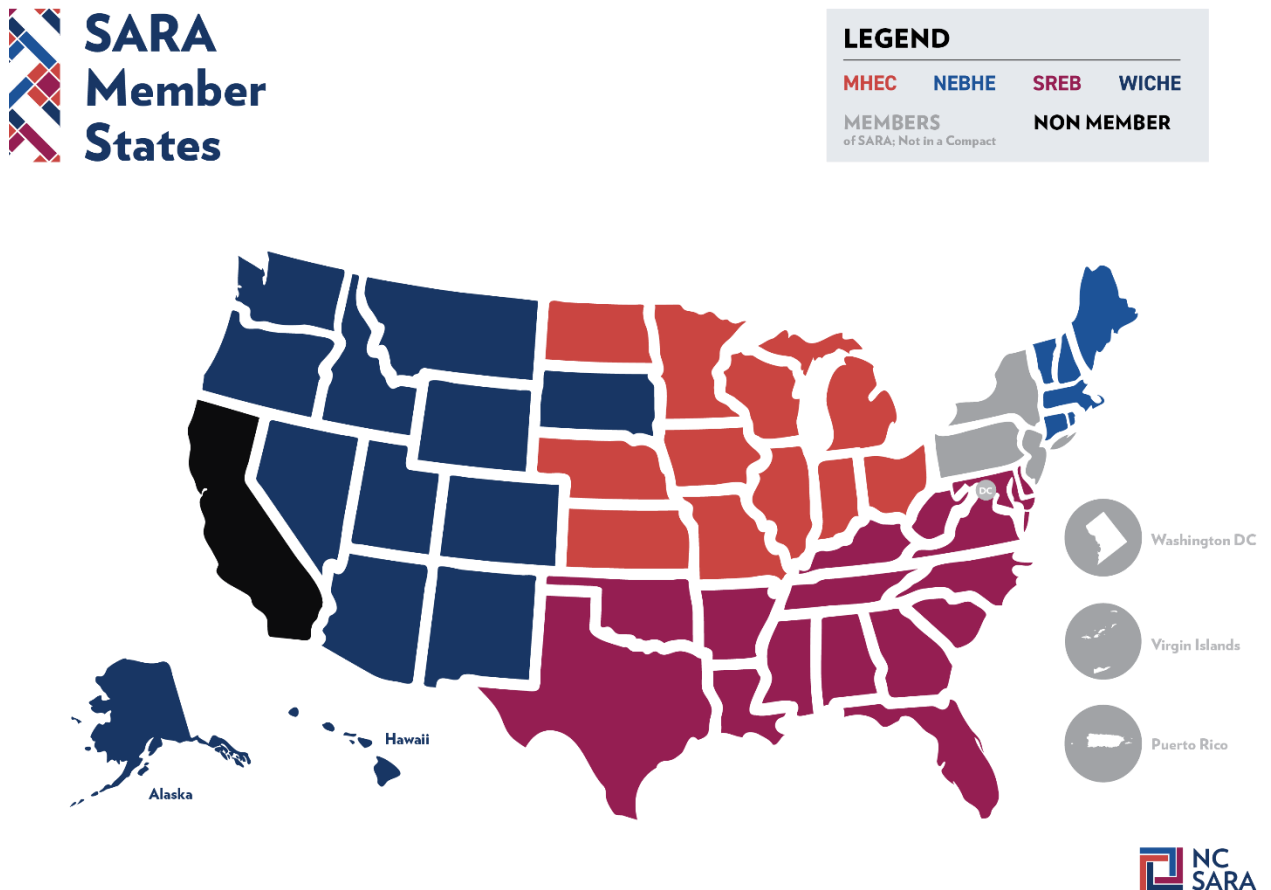 SARA
Member
States
LEGEND
MHEC NEBHE SREB WICHE
MEMBERS
of SARA; Not in a Compact
NON MEMBER
DC
Washington DC
Virgin Islands
Puerto Rico
Hawaii
Alaska
NC
SARA